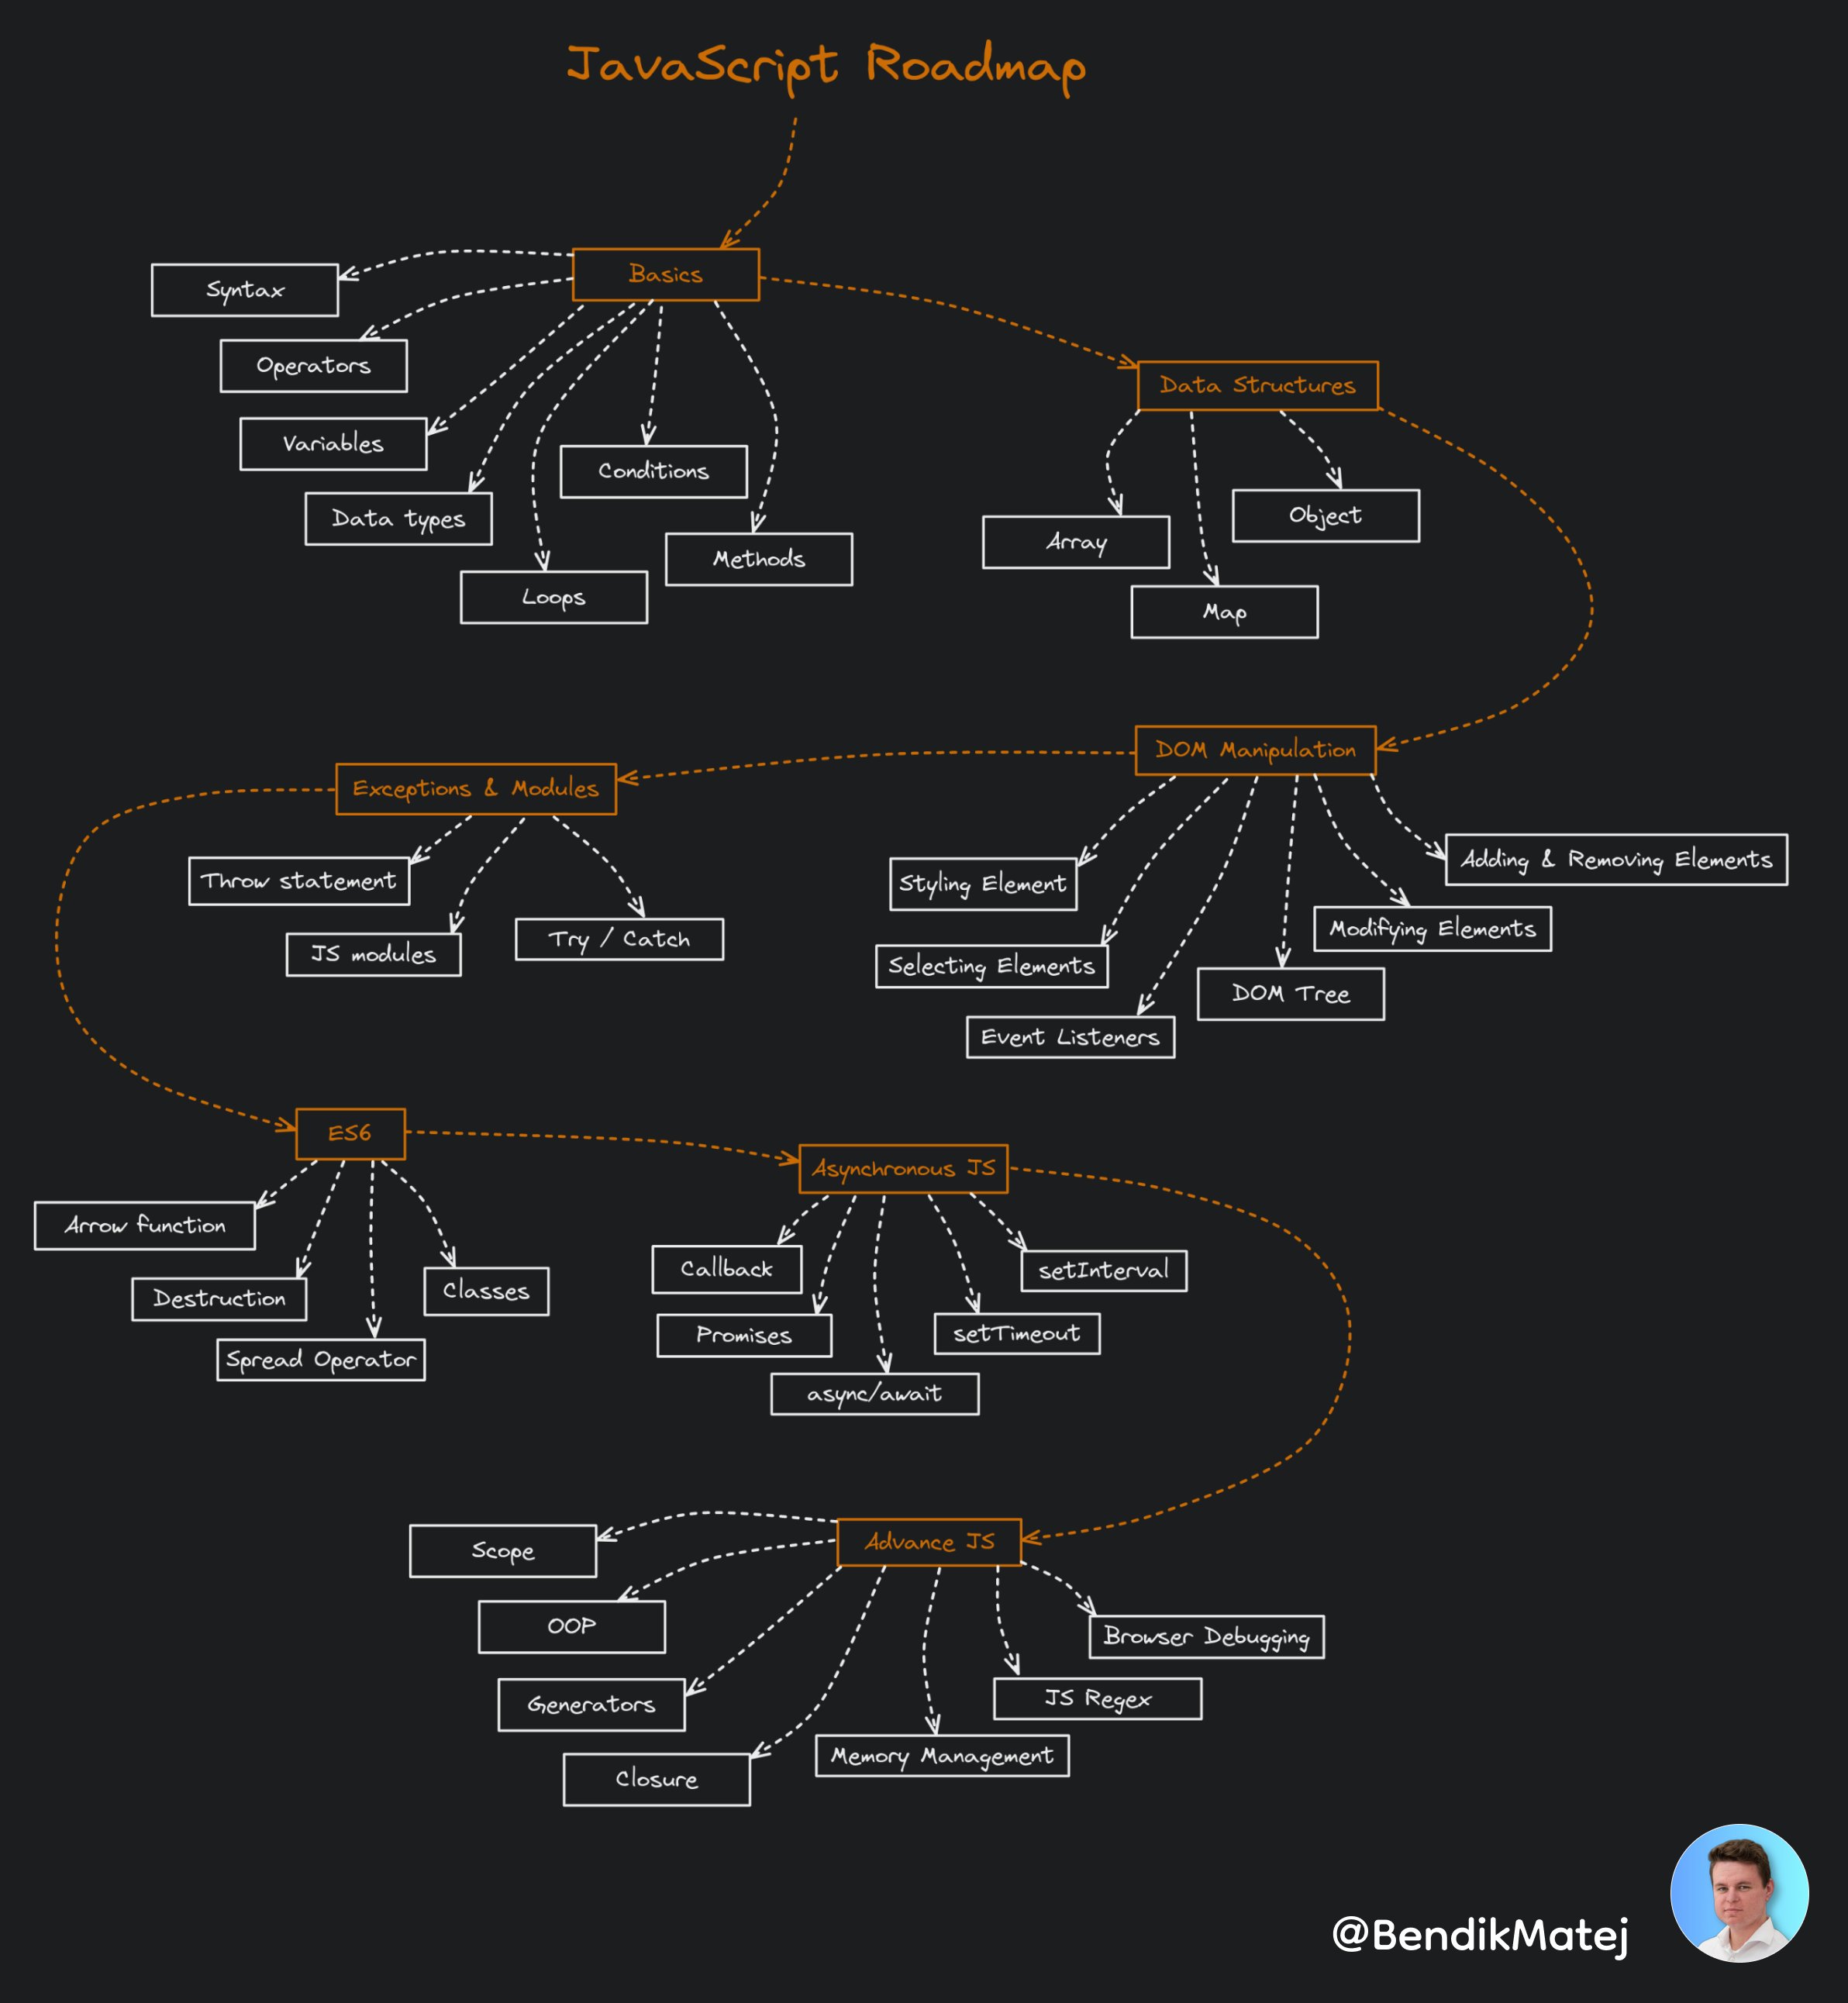 JavaScript Roadmap
Basics
Syntax
Operators
Variables
Data types
Loops
Conditions
Methods
Data Structures
Array
Map
Object
DOM Manipulation
Styling Element
Selecting Elements
Event Listeners
DOM Tree
Modifying Elements
Adding & Removing Elements
Exceptions & Modules
Throw statement
JS modules
Try / Catch
ES6
Arrow function
Destruction
Spread Operator
Classes
Asynchronous JS
Callback
Promises
async/await
setTimeout
setInterval
Advance JS
Scope
OOP
Generators
Closure
Memory Management
JS Regex
Browser Debugging
@BendikMatej